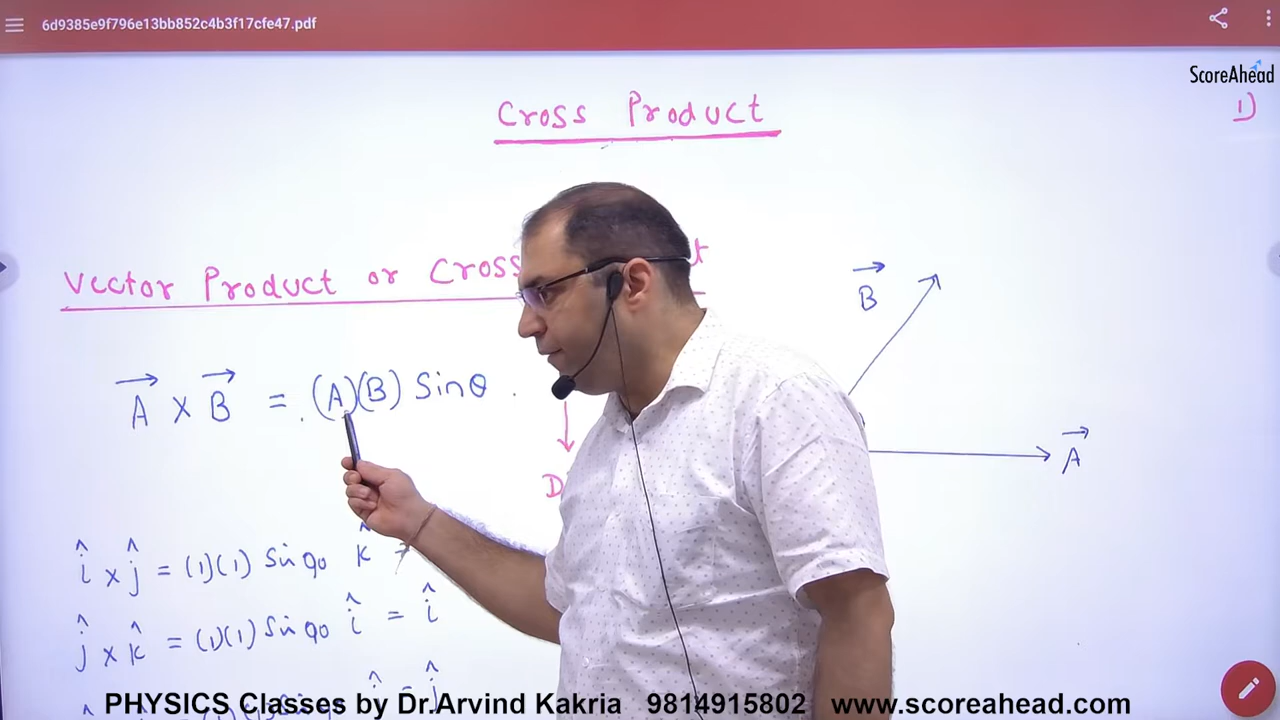 6d9385e9f796e13bb852c4b3f17cfe47.pdf
ScoreAhead
1)
Cross Product
Vector Product or Cross
B⃗
A⃗ × B⃗ = (A)(B) Sinθ
A⃗
î × ĵ = (1)(1) Sin 90 k̂ =
ĵ × k̂ = (1)(1) Sin 90 î = î
PHYSICS Classes by Dr.Arvind Kakria 9814915802 www.scoreahead.com